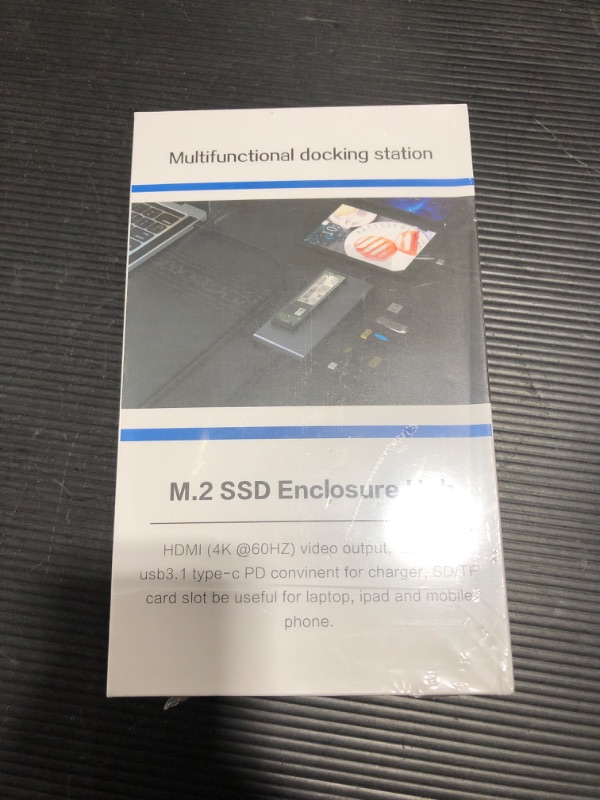 Multifunctional docking station
M.2 SSD Enclosure
HDMI (4K @60HZ) video output,
usb3.1 type-c PD convinent for charger, SD/TF
card slot be useful for laptop, ipad and mobile
phone.